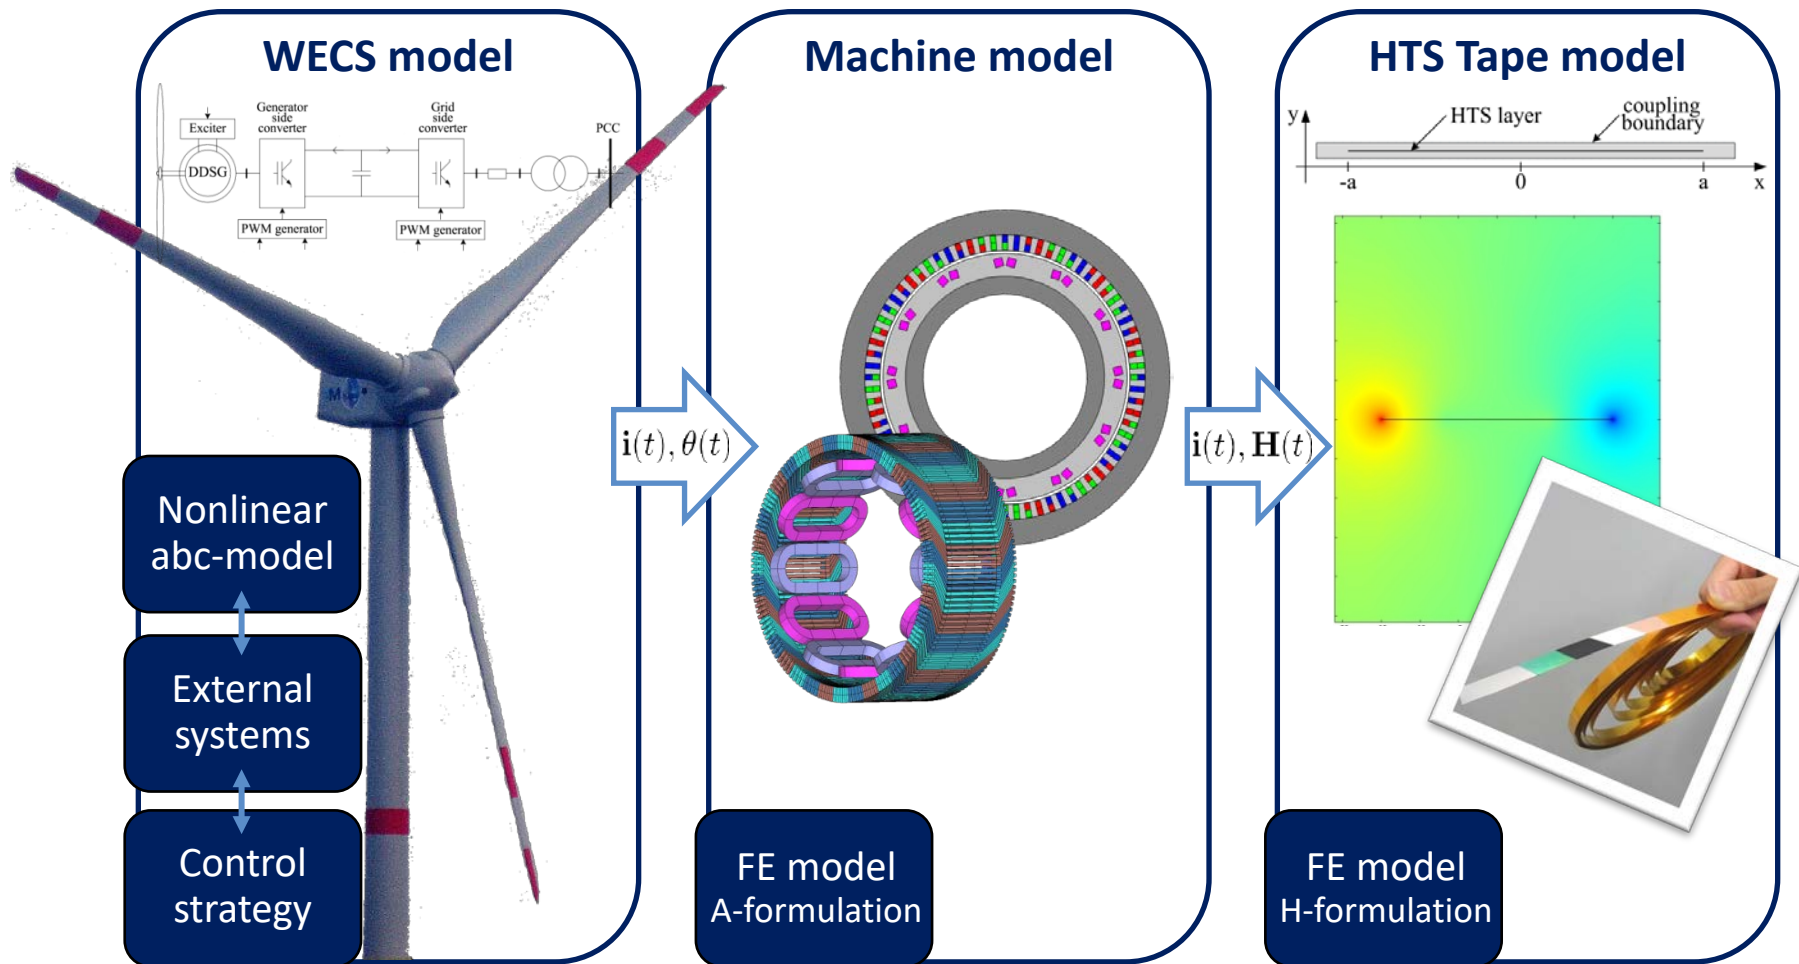 WECS model
Generator
side
converter
Grid
side
converter
PCC
Exciter
DDSG
PWM generator
PWM generator
Nonlinear
abc-model
External
systems
Control
strategy
i(t), θ(t)
Machine model
FE model
A-formulation
i(t), H(t)
HTS Tape model
y
HTS layer
coupling
boundary
-a
0
a
x
FE model
H-formulation